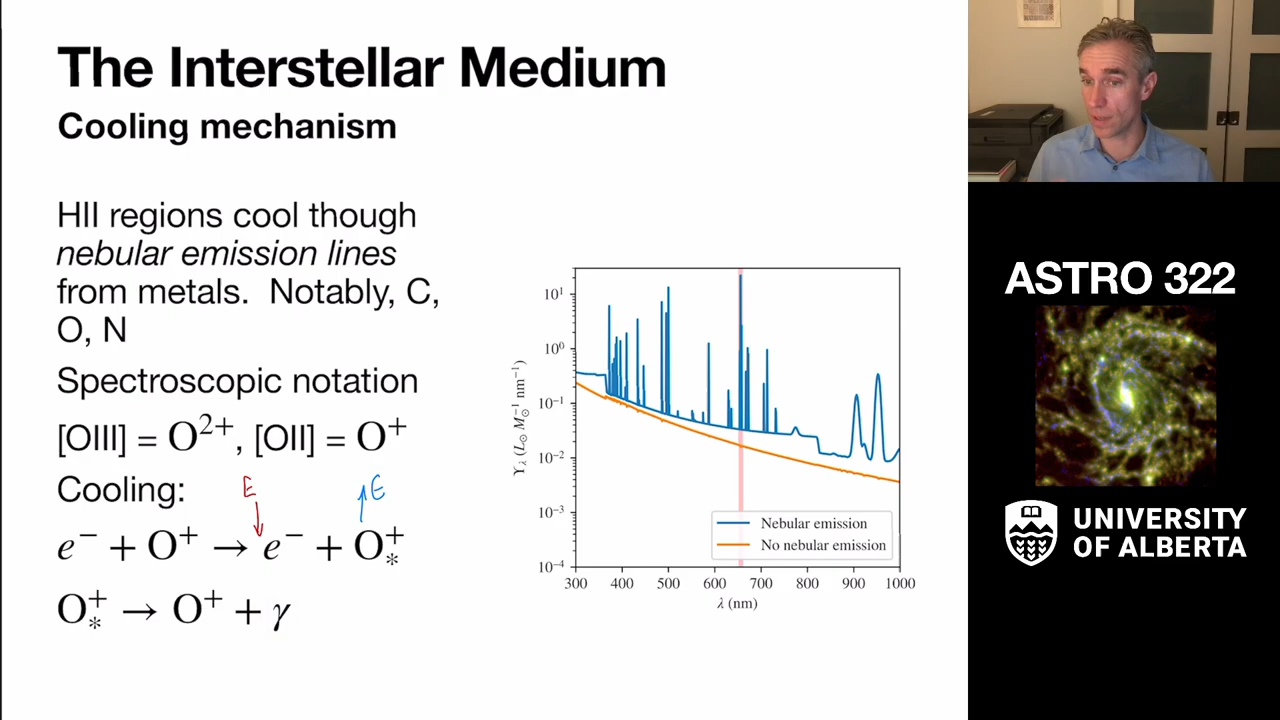 The Interstellar Medium
Cooling mechanism
HII regions cool though
nebular emission lines
from metals. Notably, C,
O, N
Spectroscopic notation
[OIII] = O²⁺, [OII] = O⁺
Cooling:
E
↑E
e⁻ + O⁺ → e⁻ + O⁺*
O⁺* → O⁺ + γ
ϒλ (L⊙ M⊙⁻¹ nm⁻¹)
10¹
10⁰
10⁻¹
10⁻²
10⁻³
10⁻⁴
Nebular emission
No nebular emission
300 400 500 600 700 800 900 1000
λ (nm)
ASTRO 322
UNIVERSITY
OF ALBERTA